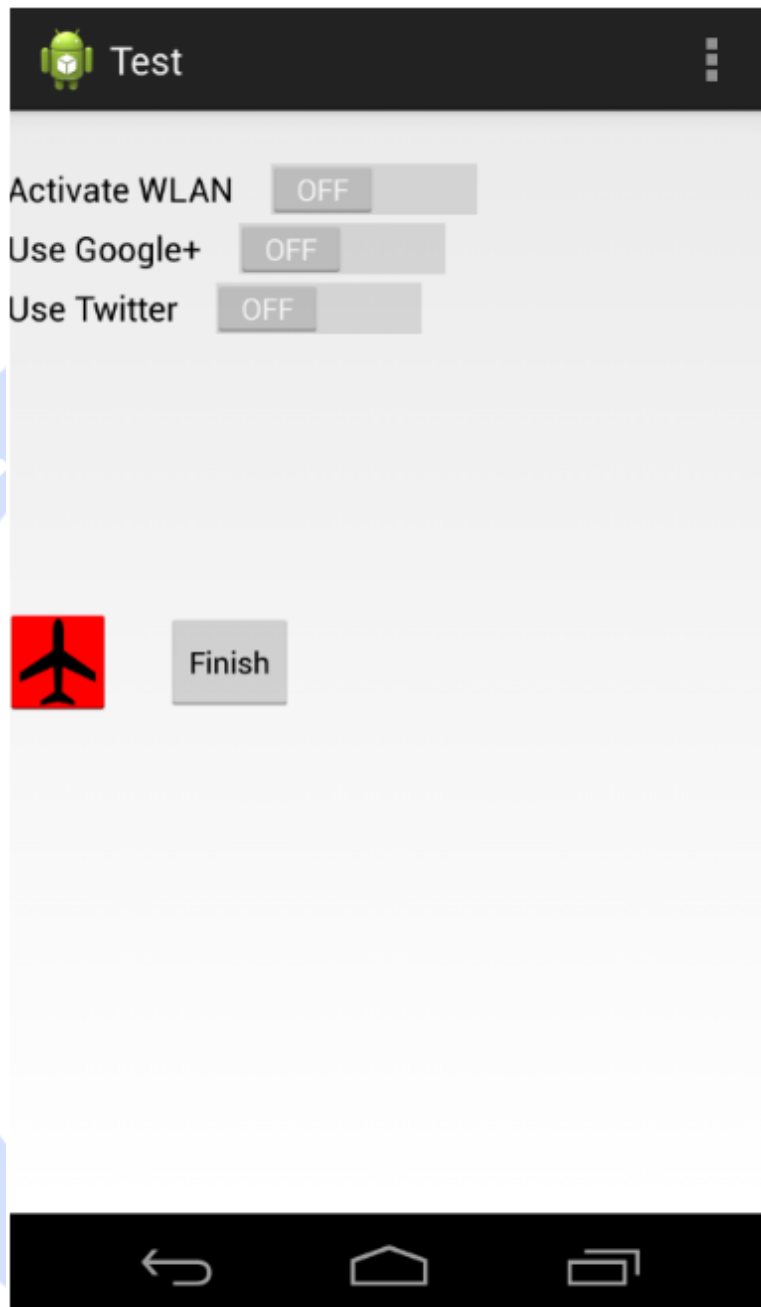 Test
Activate WLAN OFF
Use Google+ OFF
Use Twitter OFF
Finish